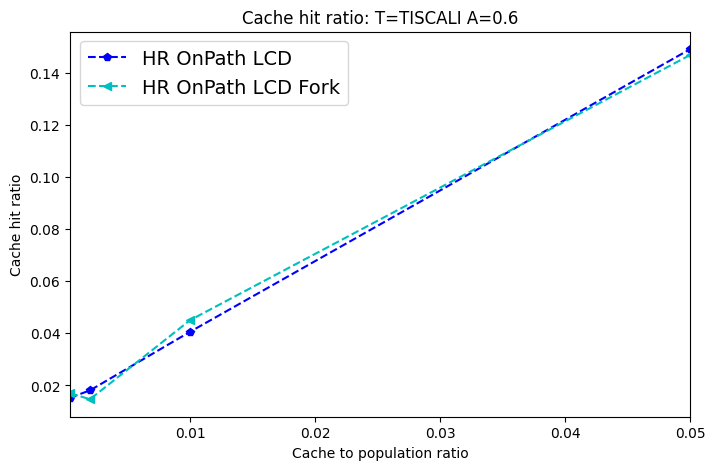 Cache hit ratio: T=TISCALI A=0.6
HR OnPath LCD
HR OnPath LCD Fork
0.14
0.12
0.10
0.08
0.06
0.04
0.02
Cache hit ratio
0.01 0.02 0.03 0.04 0.05
Cache to population ratio